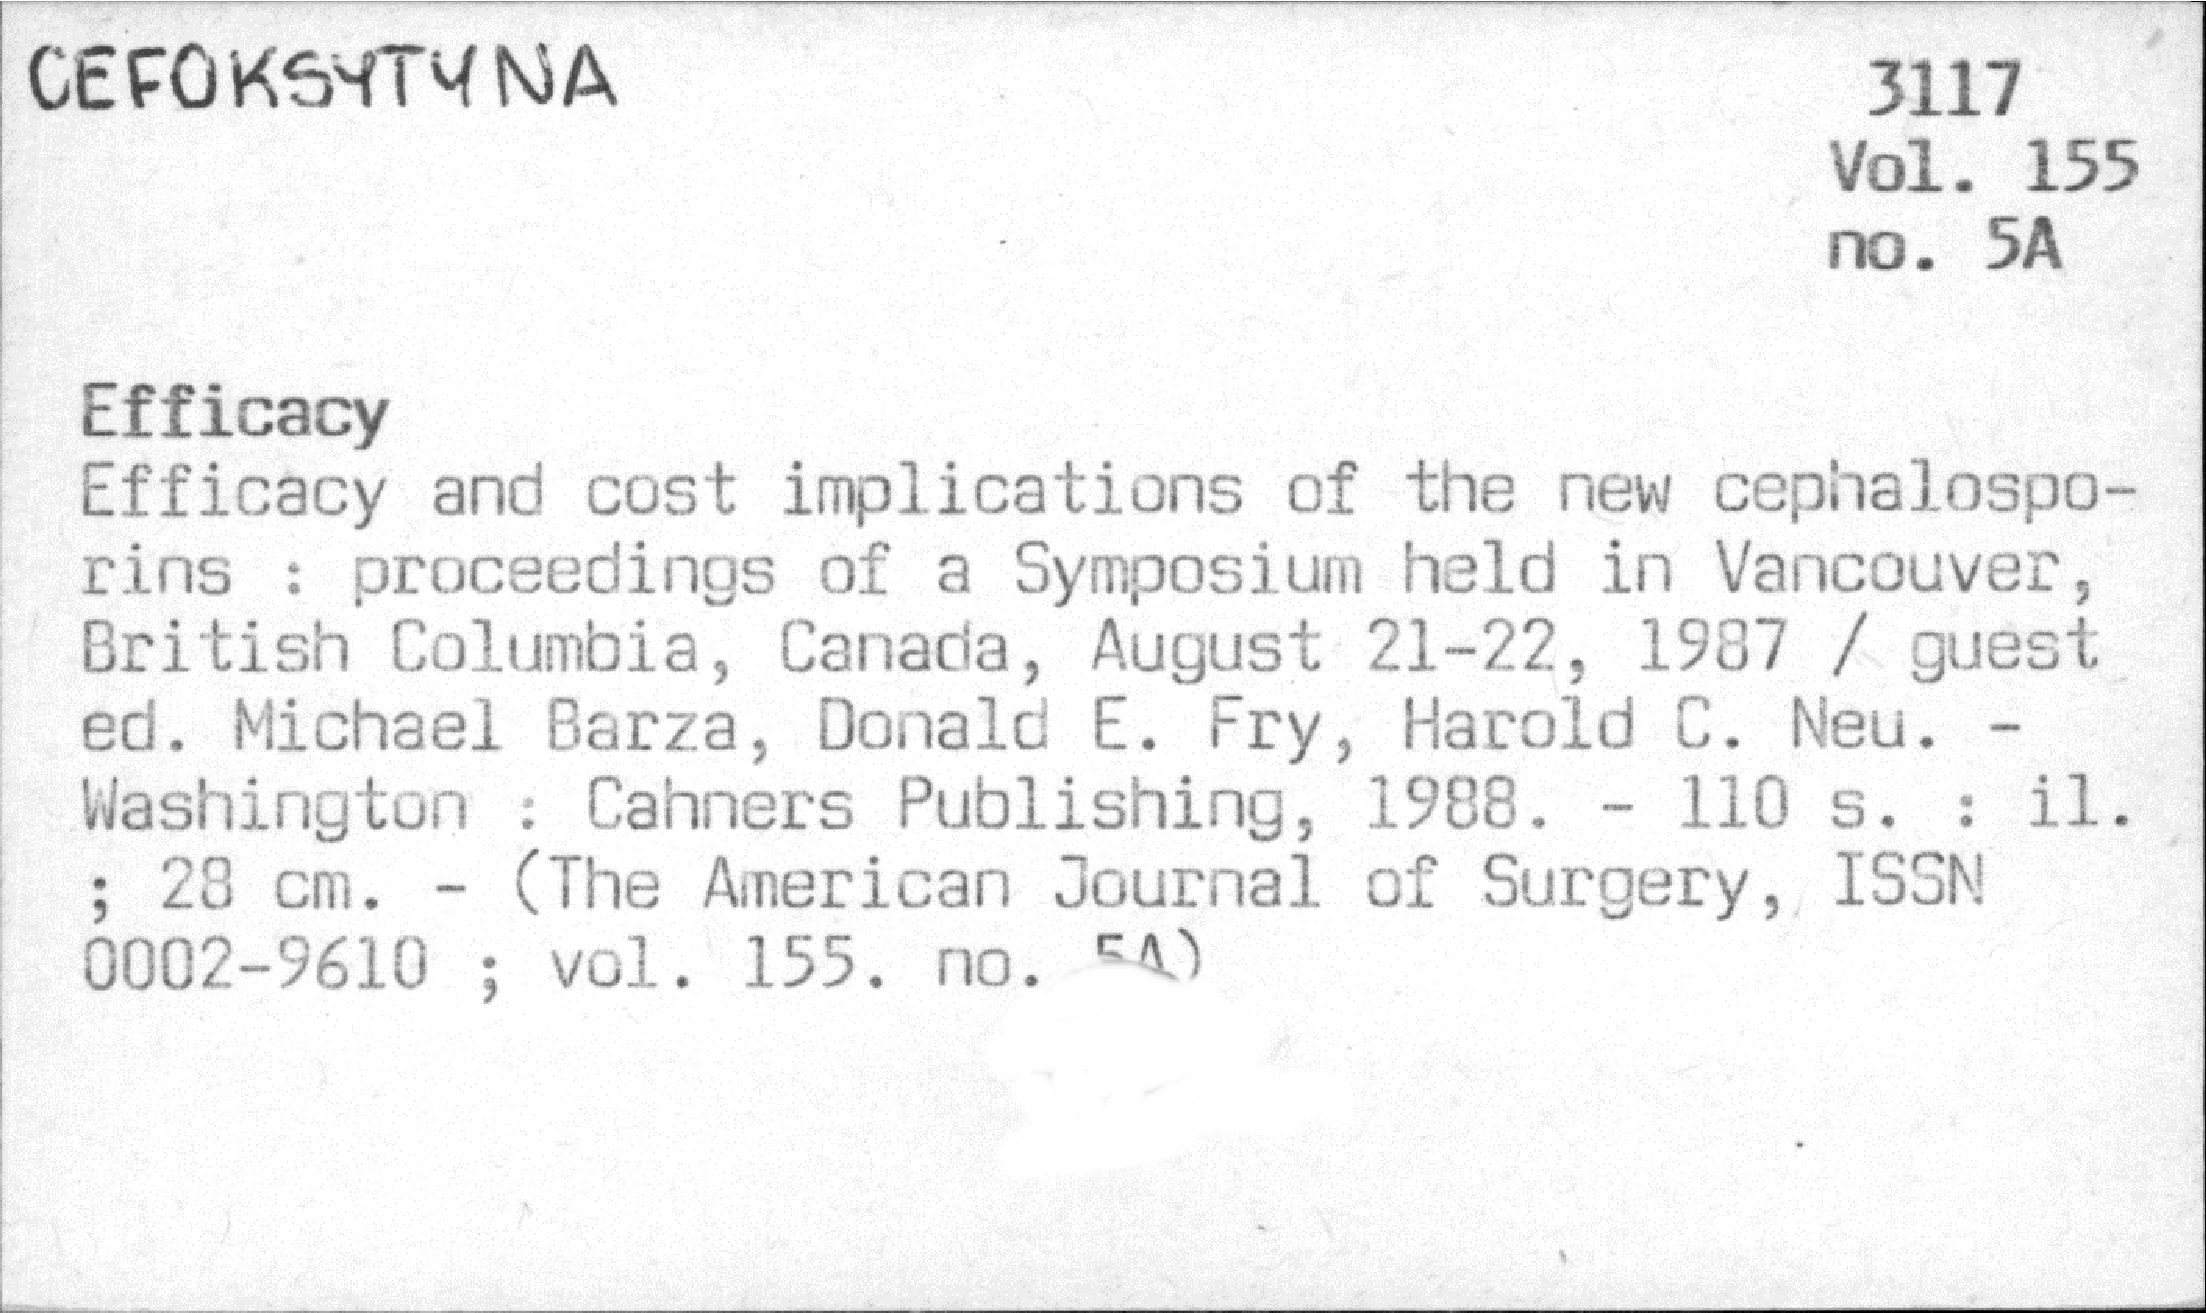 CEFOKSYTYNA
3117
Vol. 155
no. 5A
Efficacy
Efficacy and cost implications of the new cephalospo-
rins : proceedings of a Symposium held in Vancouver,
British Columbia, Canada, August 21-22, 1987 / guest
ed. Michael Barza, Donald E. Fry, Harold C. Neu. -
Washington : Cahners Publishing, 1988. - 110 s. : il.
; 28 cm. - (The American Journal of Surgery, ISSN
0002-9610 ; vol. 155. no. 5A)